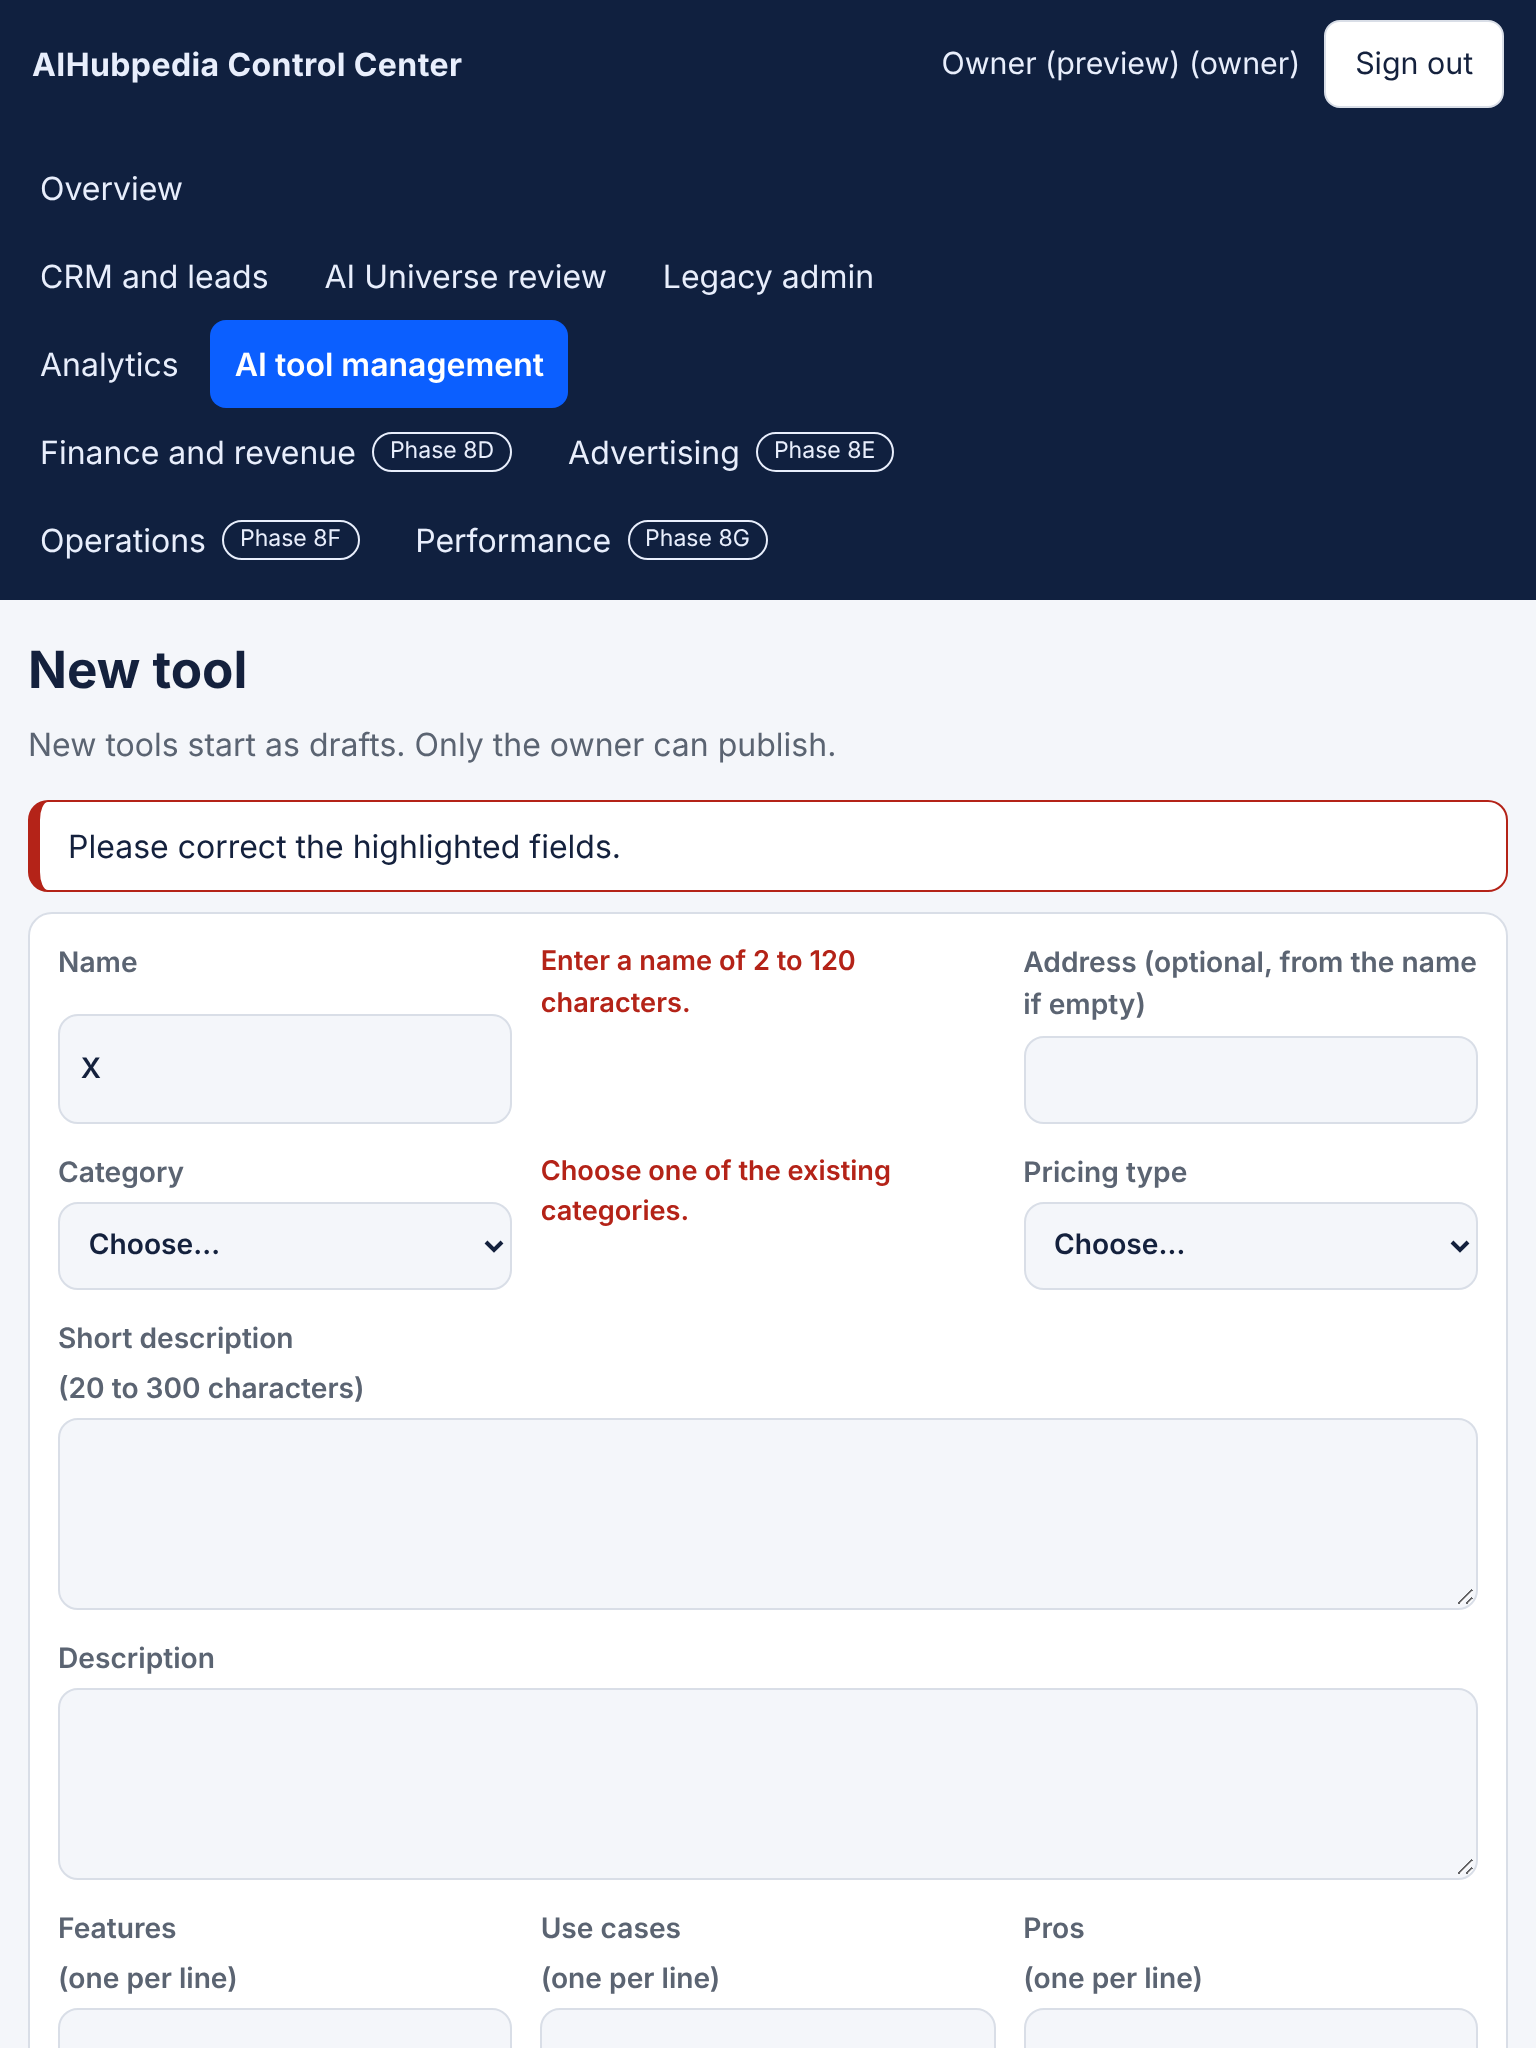 AIHubpedia Control Center
Owner (preview) (owner)
Sign out
Overview
CRM and leads
AI Universe review
Legacy admin
Analytics
AI tool management
Finance and revenue
Phase 8D
Advertising
Phase 8E
Operations
Phase 8F
Performance
Phase 8G
New tool
New tools start as drafts. Only the owner can publish.
Please correct the highlighted fields.
Name
X
Enter a name of 2 to 120
characters.
Address (optional, from the name
if empty)
Category
Choose...
Choose one of the existing
categories.
Pricing type
Choose...
Short description
(20 to 300 characters)
Description
Features
(one per line)
Use cases
(one per line)
Pros
(one per line)